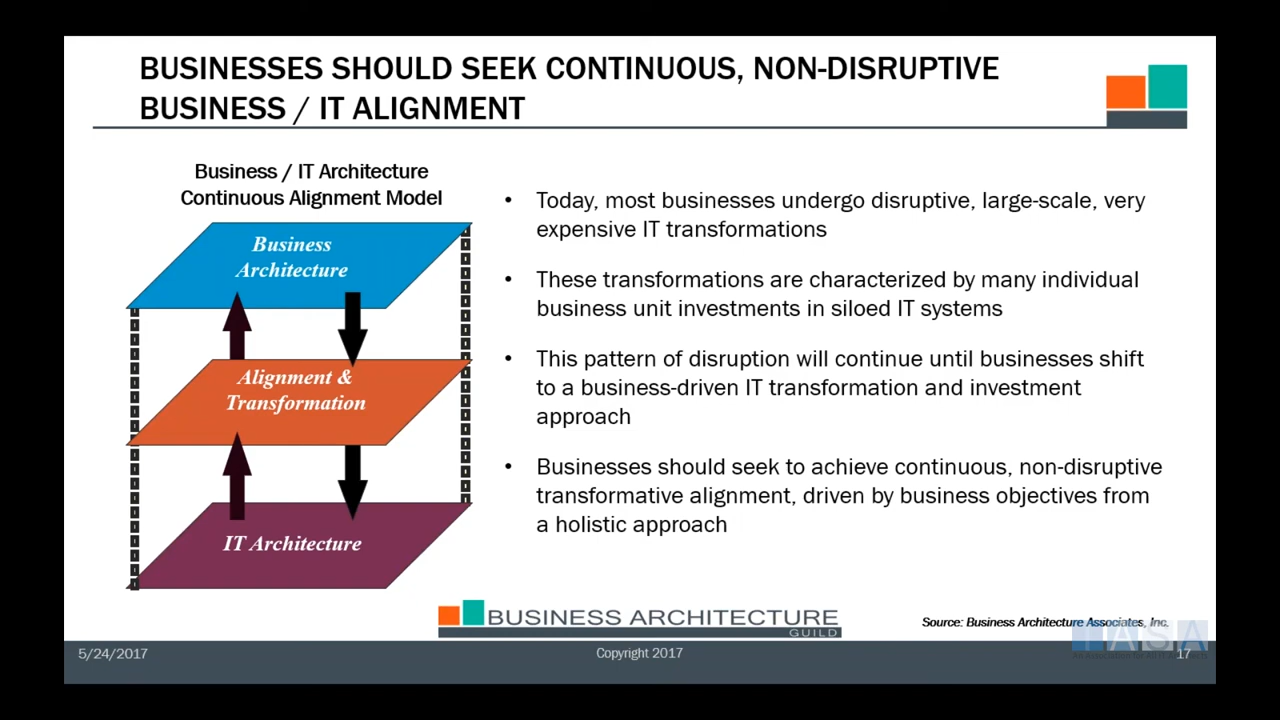 BUSINESSES SHOULD SEEK CONTINUOUS, NON-DISRUPTIVE
BUSINESS / IT ALIGNMENT
Business / IT Architecture
Continuous Alignment Model
Business
Architecture
Alignment &
Transformation
IT Architecture
• Today, most businesses undergo disruptive, large-scale, very
expensive IT transformations
• These transformations are characterized by many individual
business unit investments in siloed IT systems
• This pattern of disruption will continue until businesses shift
to a business-driven IT transformation and investment
approach
• Businesses should seek to achieve continuous, non-disruptive
transformative alignment, driven by business objectives from
a holistic approach
BUSINESS ARCHITECTURE
GUILD
Source: Business Architecture Associates, Inc.
IASA
5/24/2017
Copyright 2017
17